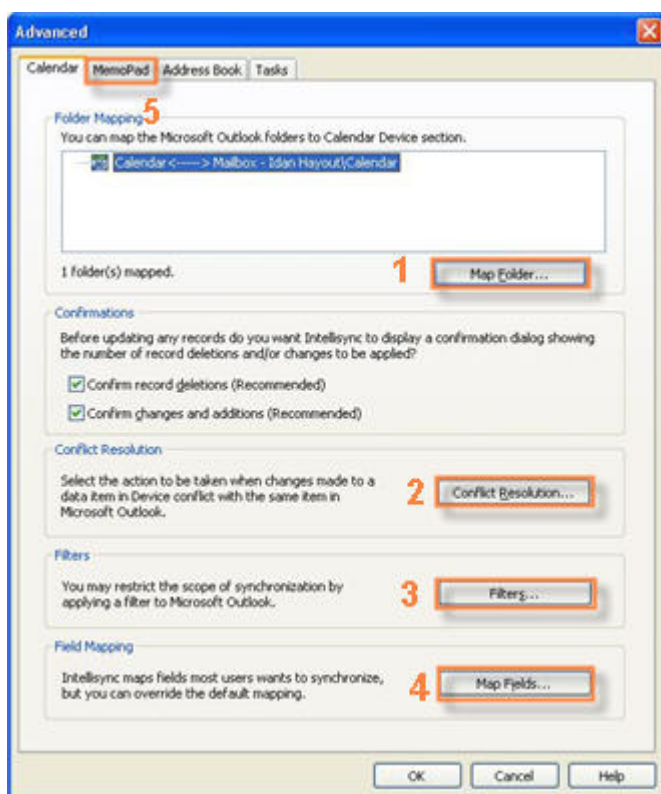 Advanced
Calendar MemoPad Address Book Tasks
5
Folder Mapping
You can map the Microsoft Outlook folders to Calendar Device section.
Calendar <-----> Mailbox - Idan Hayout\Calendar
1 folder(s) mapped.
1 Map Folder...
Confirmations
Before updating any records do you want Intellisync to display a confirmation dialog showing
the number of record deletions and/or changes to be applied?
Confirm record deletions (Recommended)
Confirm changes and additions (Recommended)
Conflict Resolution
Select the action to be taken when changes made to a
data item in Device conflict with the same item in
Microsoft Outlook.
2 Conflict Resolution...
Filters
You may restrict the scope of synchronization by
applying a filter to Microsoft Outlook.
3 Filters...
Field Mapping
Intellisync maps fields most users wants to synchronize,
but you can override the default mapping.
4 Map Fields...
OK Cancel Help